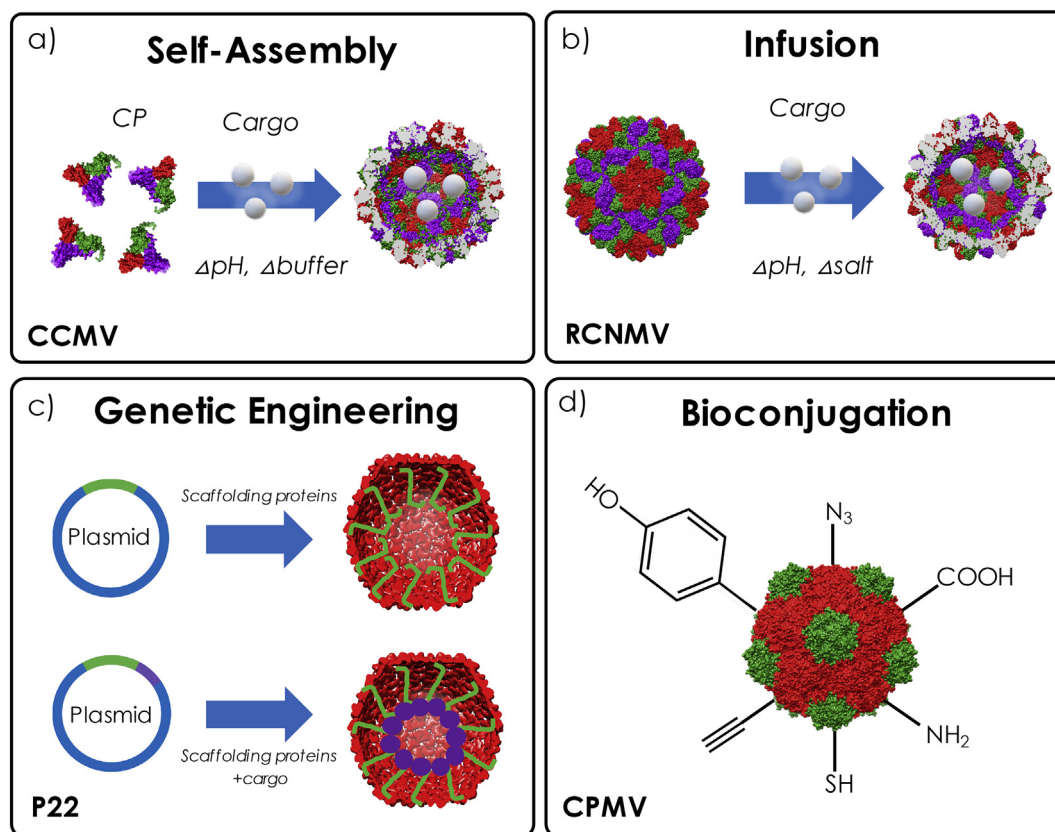 a)
Self-Assembly
CP
Cargo
ΔpH, Δbuffer
CCMV
b)
Infusion
Cargo
ΔpH, Δsalt
RCNMV
c)
Genetic Engineering
Plasmid
Scaffolding proteins
Plasmid
Scaffolding proteins
+cargo
P22
d)
Bioconjugation
HO
N₃
COOH
NH₂
SH
CPMV